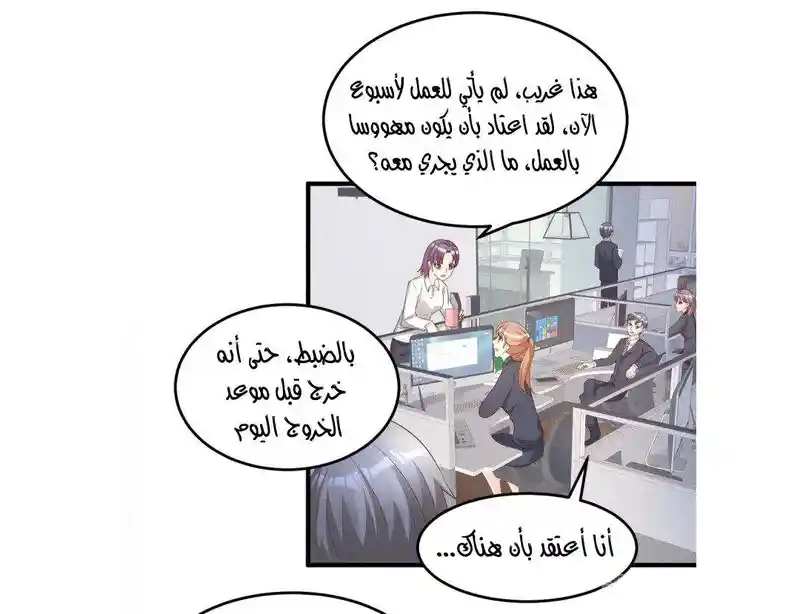 هذا غريب، لم يأتي للعمل لأسبوع
الآن، لقد اعتاد بأن يكون مهووسا
بالعمل، ما الذي يجري معه؟
بالضبط، حتى أنه
خرج قبل موعد
الخروج اليوم
أنا أعتقد بأن هناك...